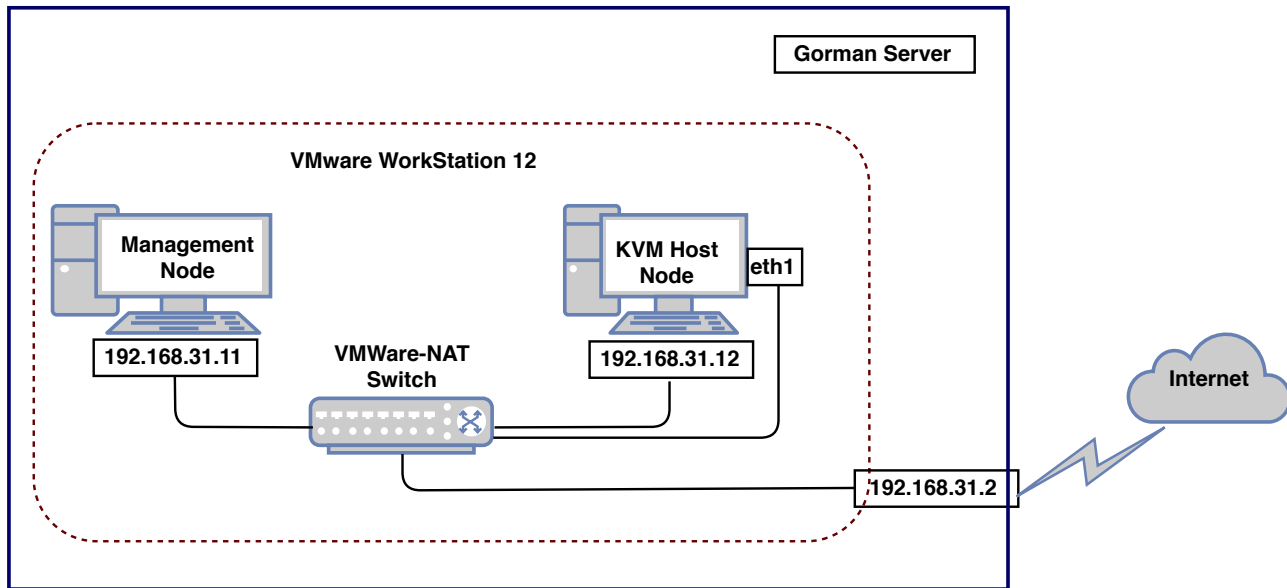 Gorman Server
VMware WorkStation 12
Management
Node
KVM Host
Node
eth1
192.168.31.11
VMWare-NAT
Switch
192.168.31.12
Internet
192.168.31.2